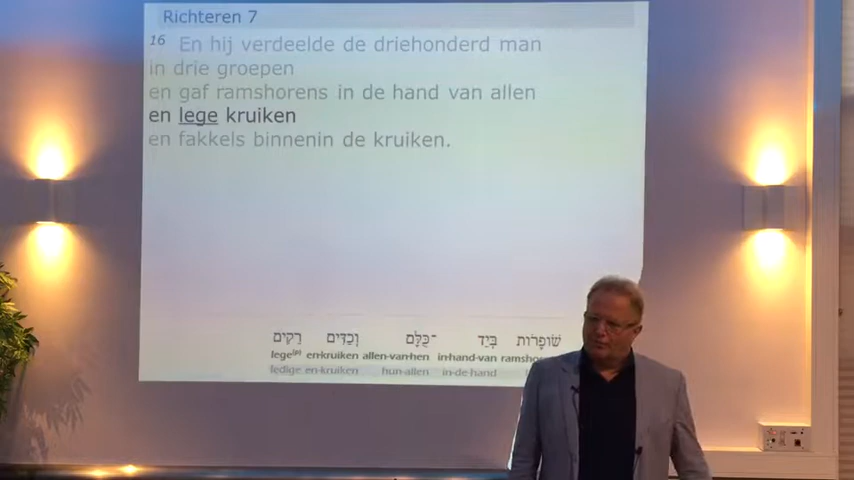 Richteren 7
16 En hij verdeelde de driehonderd man
in drie groepen
en gaf ramshorens in de hand van allen
en lege kruiken
en fakkels binnenin de kruiken.
שׁוֹפָרוֹת בְּיַד כֻּלָּם־ וְכַדִּים רֵקִים
lege(m) en·kruiken allen·van·hen in·hand·van
ledige en·kruiken hun·allen in·de·hand